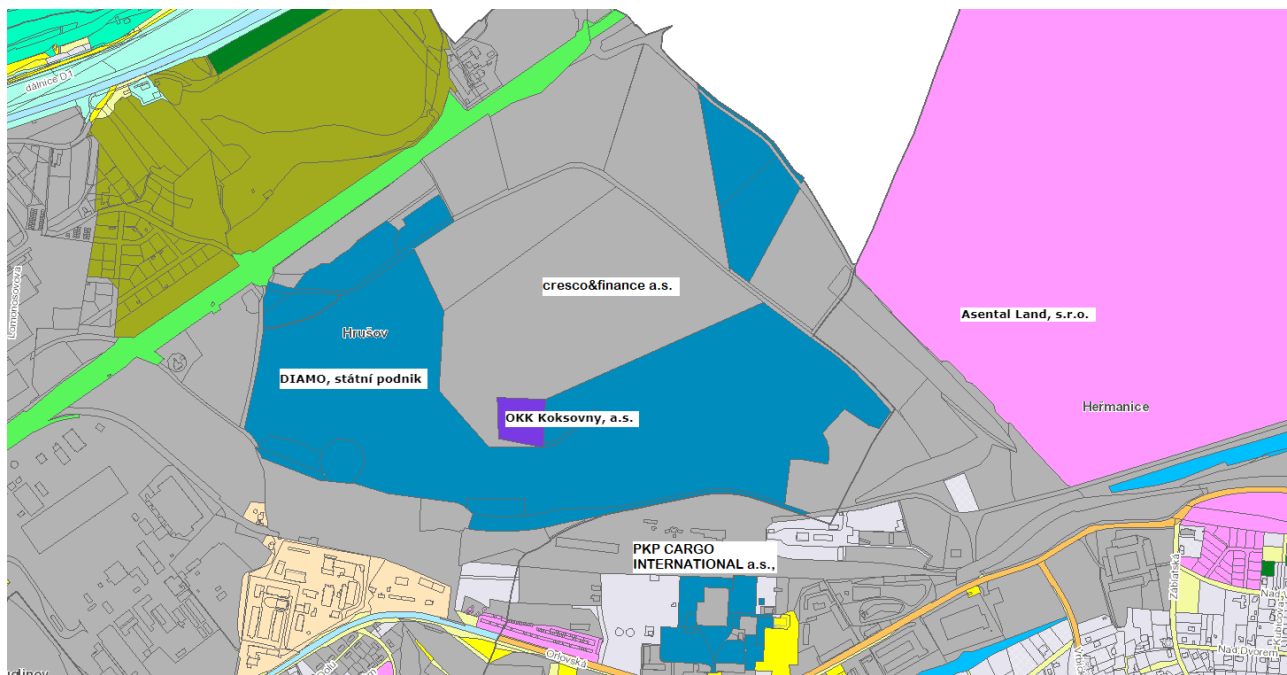 dálnice D1
Lomonosovova
cresco&finance a.s.
Asental Land, s.r.o.
Hrušov
DIAMO, státní podnik
Heřmanice
OKK Koksovny, a.s.
PKP CARGO
INTERNATIONAL a.s.,
Záblatská
Orlovská
Nad Dvorem